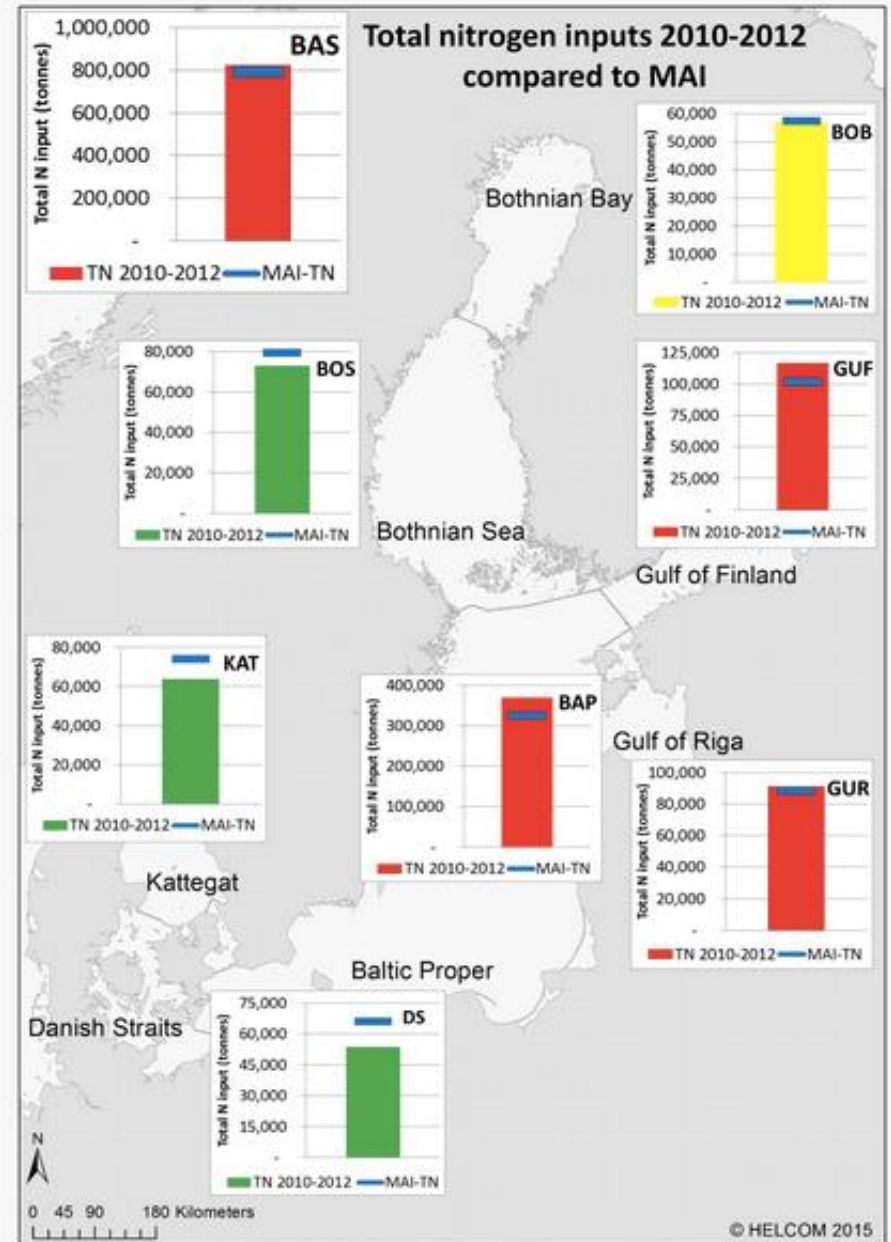 Total nitrogen inputs 2010-2012
compared to MAI
BAS
Total N input (tonnes)
1,000,000
800,000
600,000
400,000
200,000
-
TN 2010-2012 MAI-TN
BOB
Total N input (tonnes)
60,000
50,000
40,000
30,000
20,000
10,000
-
TN 2010-2012 MAI-TN
Bothnian Bay
BOS
Total N input (tonnes)
80,000
60,000
40,000
20,000
-
TN 2010-2012 MAI-TN
GUF
Total N input (tonnes)
125,000
100,000
75,000
50,000
25,000
-
TN 2010-2012 MAI-TN
Bothnian Sea
Gulf of Finland
KAT
Total N input (tonnes)
80,000
60,000
40,000
20,000
-
TN 2010-2012 MAI-TN
BAP
Total N input (tonnes)
400,000
300,000
200,000
100,000
-
TN 2010-2012 MAI-TN
Gulf of Riga
GUR
Total N input (tonnes)
100,000
80,000
60,000
40,000
20,000
-
TN 2010-2012 MAI-TN
Kattegat
Baltic Proper
Danish Straits
DS
Total N input (tonnes)
75,000
60,000
45,000
30,000
15,000
-
TN 2010-2012 MAI-TN
N
0 45 90 180 Kilometers
© HELCOM 2015